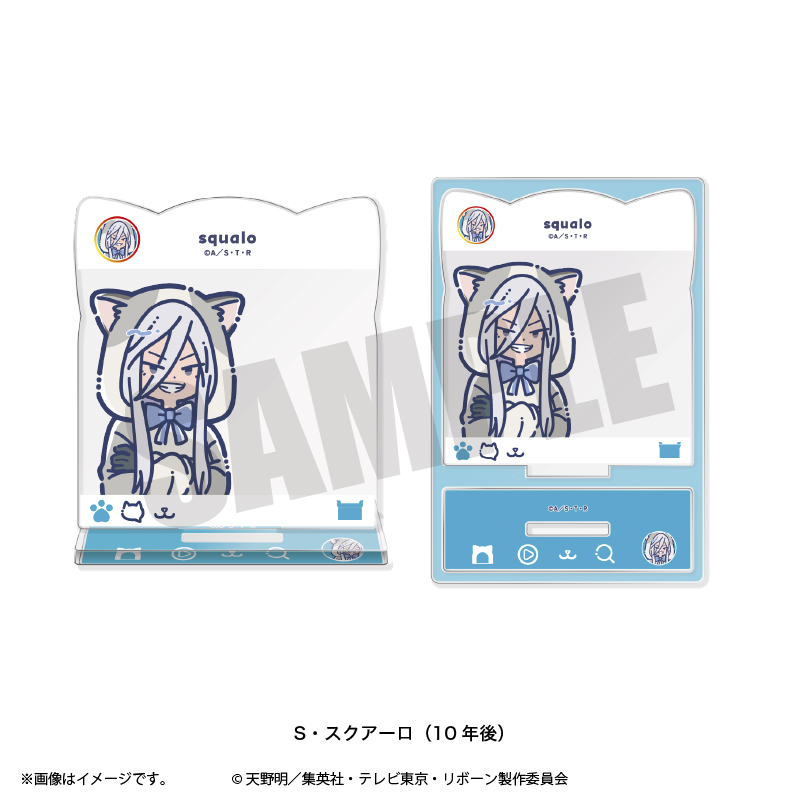 squalo
©A／S・T・R
squalo
©A／S・T・R
SAMPLE
©A／S・T・R
S・スクアーロ（10年後）
※画像はイメージです。
© 天野明／集英社・テレビ東京・リボーン製作委員会